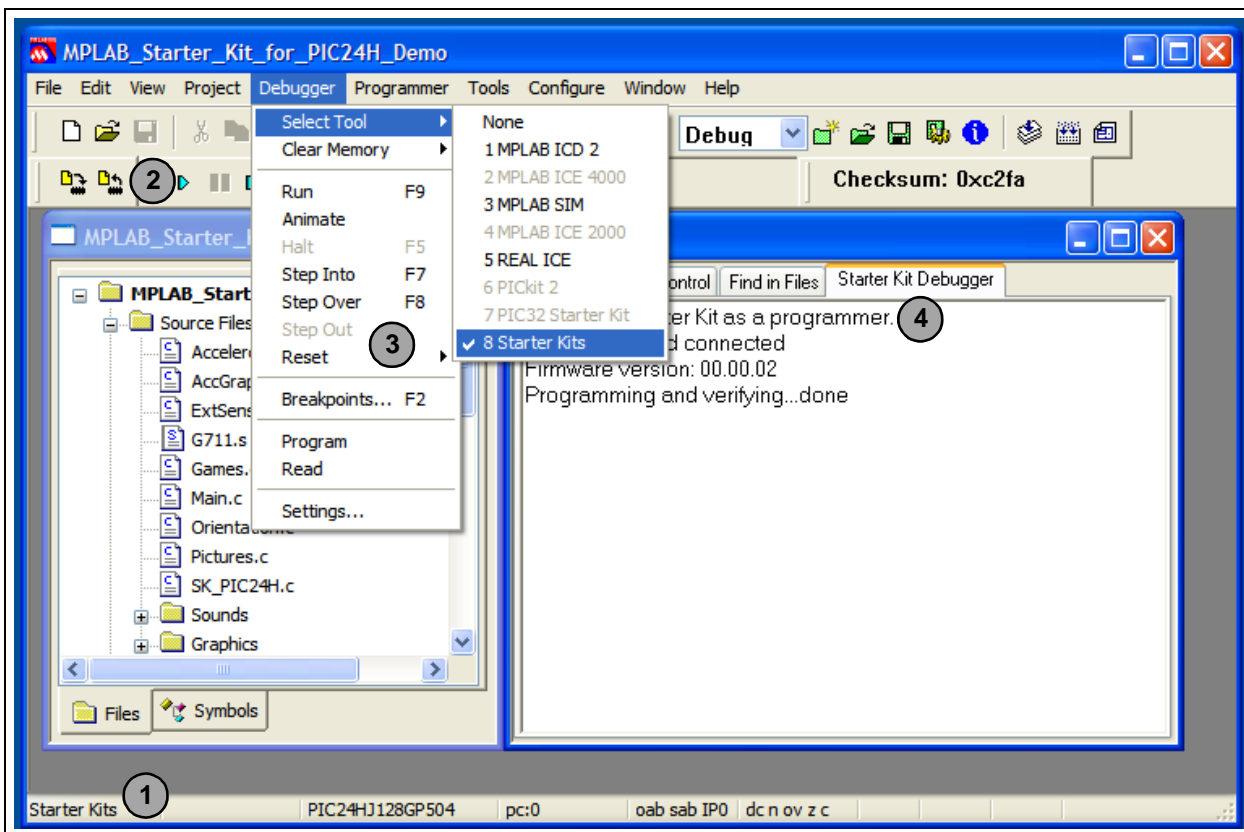 MPLAB_Starter_Kit_for_PIC24H_Demo
File Edit View Project Debugger Programmer Tools Configure Window Help
Debug
Checksum: 0xc2fa
2
Select Tool
Clear Memory
Run F9
Animate
Halt F5
Step Into F7
Step Over F8
Step Out
Reset
Breakpoints... F2
Program
Read
Settings...
3
None
1 MPLAB ICD 2
2 MPLAB ICE 4000
3 MPLAB SIM
4 MPLAB ICE 2000
5 REAL ICE
6 PICkit 2
7 PIC32 Starter Kit
8 Starter Kits
MPLAB_Starter_
MPLAB_Start
Source Files
Acceler
AccGrap
ExtSens
G711.s
Games.
Main.c
Orienta
Pictures.c
SK_PIC24H.c
Sounds
Graphics
Files Symbols
ontrol Find in Files Starter Kit Debugger
er Kit as a programmer.
4
d connected
Firmware version: 00.00.02
Programming and verifying...done
1
Starter Kits PIC24HJ128GP504 pc:0 oab sab IP0 dc n ov z c